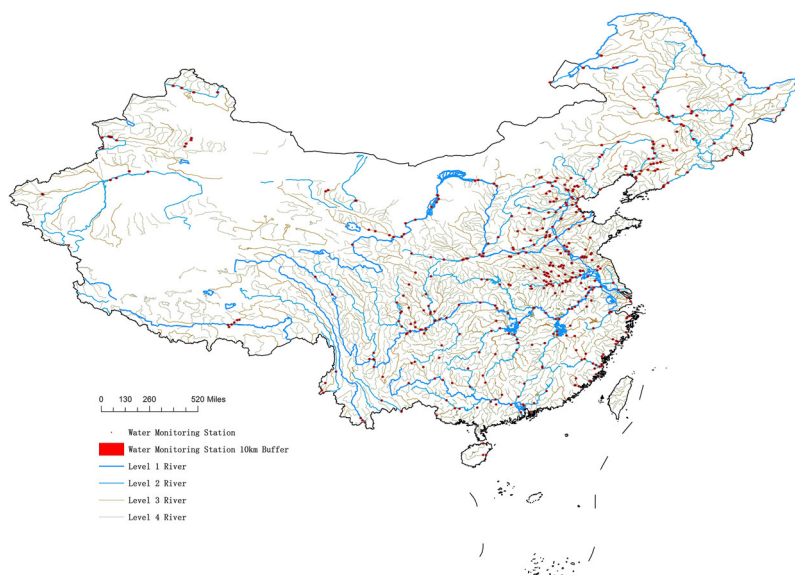 0 130 260 520 Miles
Water Monitoring Station
Water Monitoring Station 10km Buffer
Level 1 River
Level 2 River
Level 3 River
Level 4 River